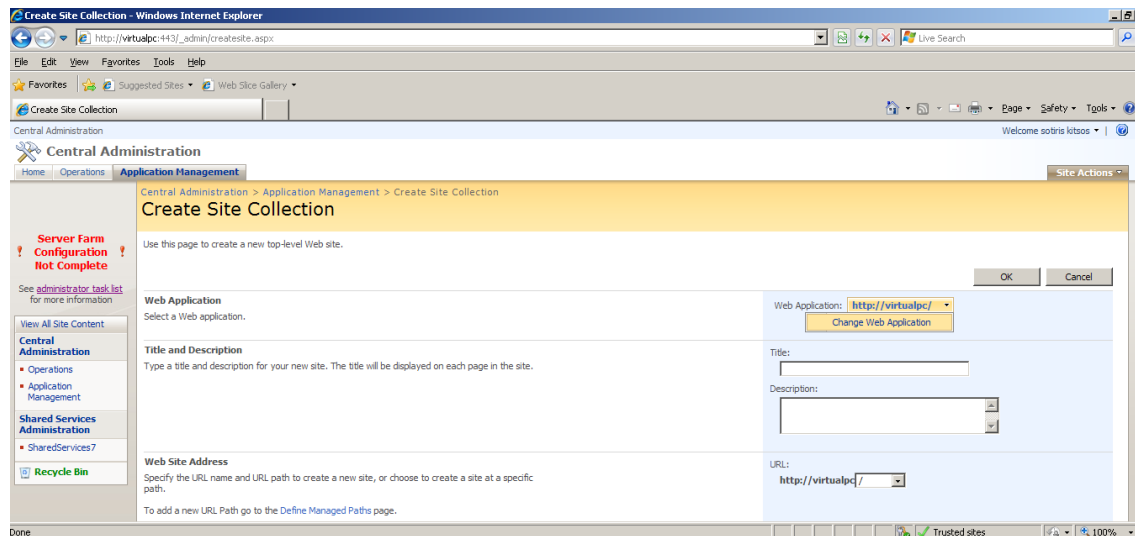 Create Site Collection - Windows Internet Explorer
http://virtualpc:443/_admin/createsite.aspx
Live Search
File Edit View Favorites Tools Help
Favorites Suggested Sites Web Slice Gallery
Create Site Collection
Page Safety Tools
Central Administration
Welcome sotiris kitsos
Central Administration
Home Operations Application Management
Site Actions
Central Administration > Application Management > Create Site Collection
Create Site Collection
Server Farm
! Configuration !
Not Complete
See administrator task list
for more information
View All Site Content
Central
Administration
Operations
Application
Management
Shared Services
Administration
SharedServices7
Recycle Bin
Use this page to create a new top-level Web site.
OK Cancel
Web Application
Select a Web application.
Web Application: http://virtualpc/
Change Web Application
Title and Description
Type a title and description for your new site. The title will be displayed on each page in the site.
Title:
Description:
Web Site Address
Specify the URL name and URL path to create a new site, or choose to create a site at a specific
path.
To add a new URL Path go to the Define Managed Paths page.
URL:
http://virtualpc /
Done
Trusted sites
100%